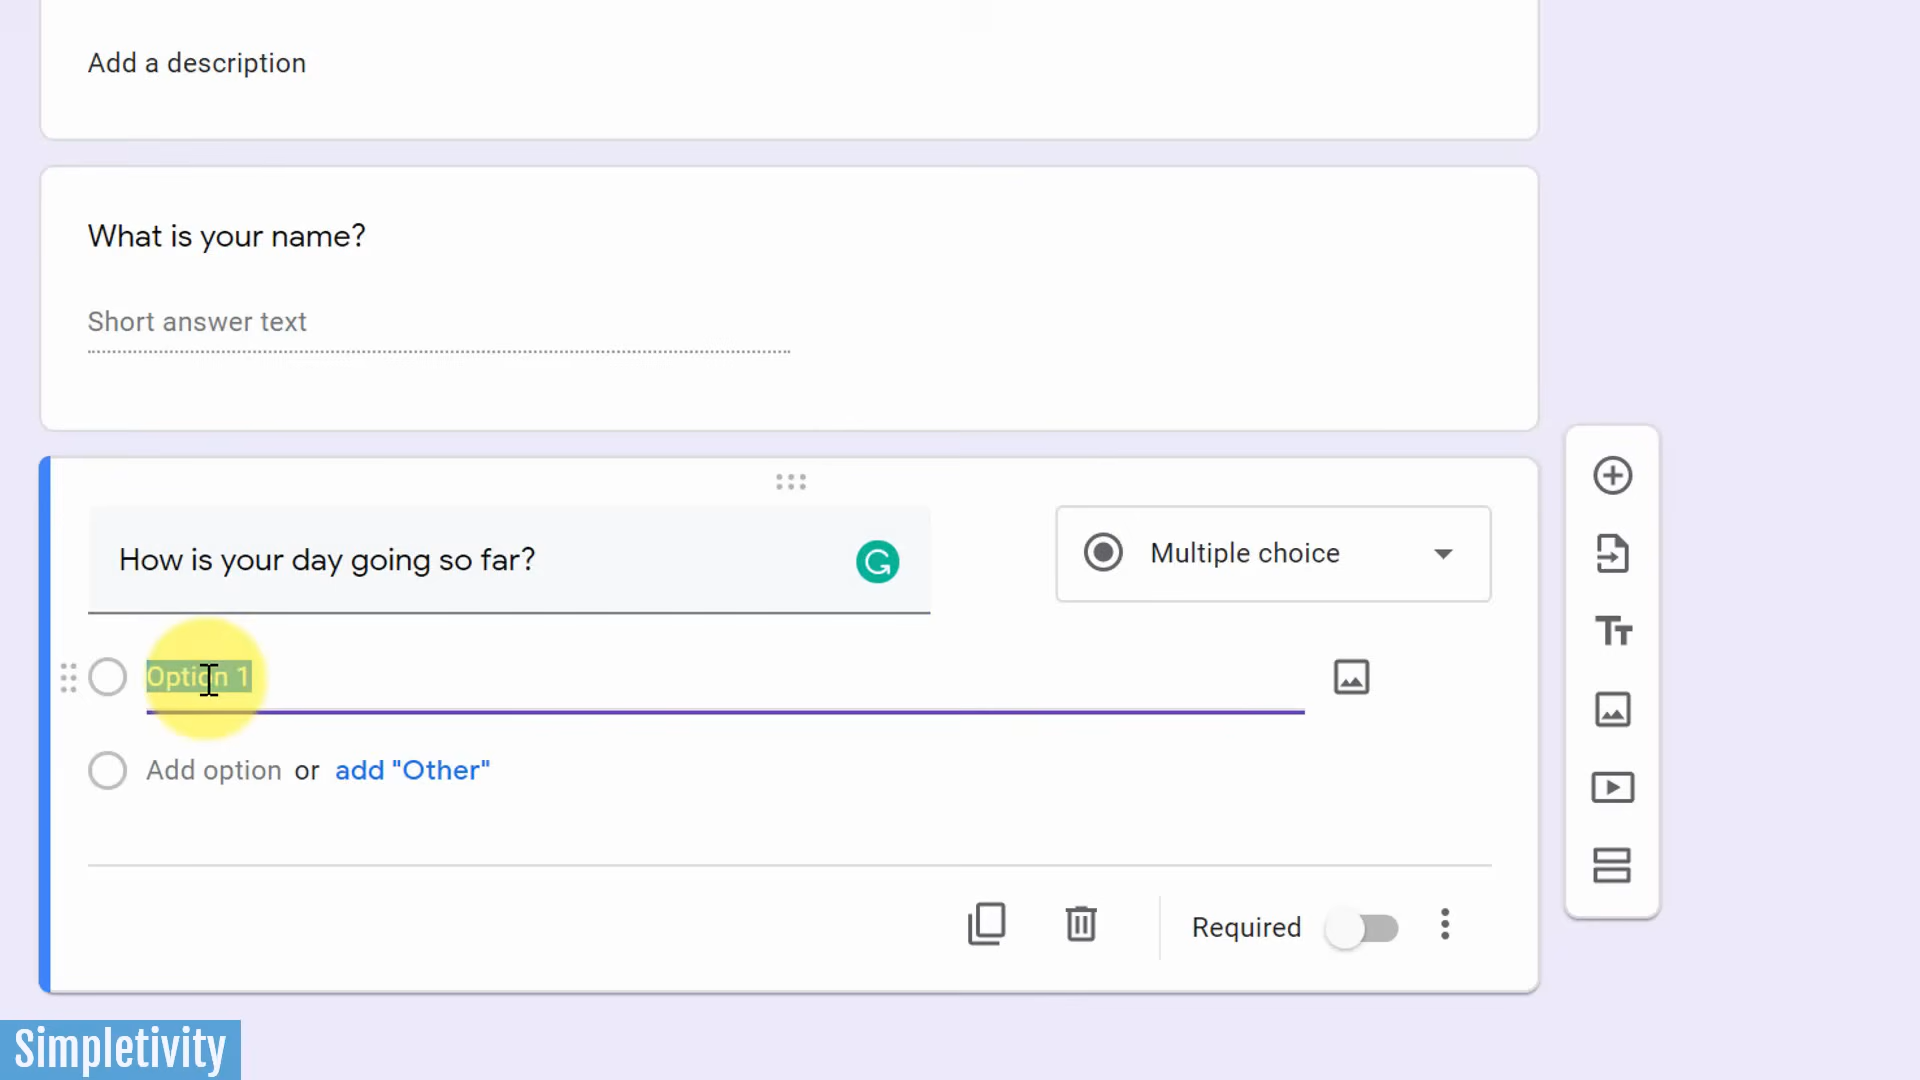 Add a description
What is your name?
Short answer text
How is your day going so far?
Multiple choice
Option 1
Add option or add "Other"
Required
Simpletivity